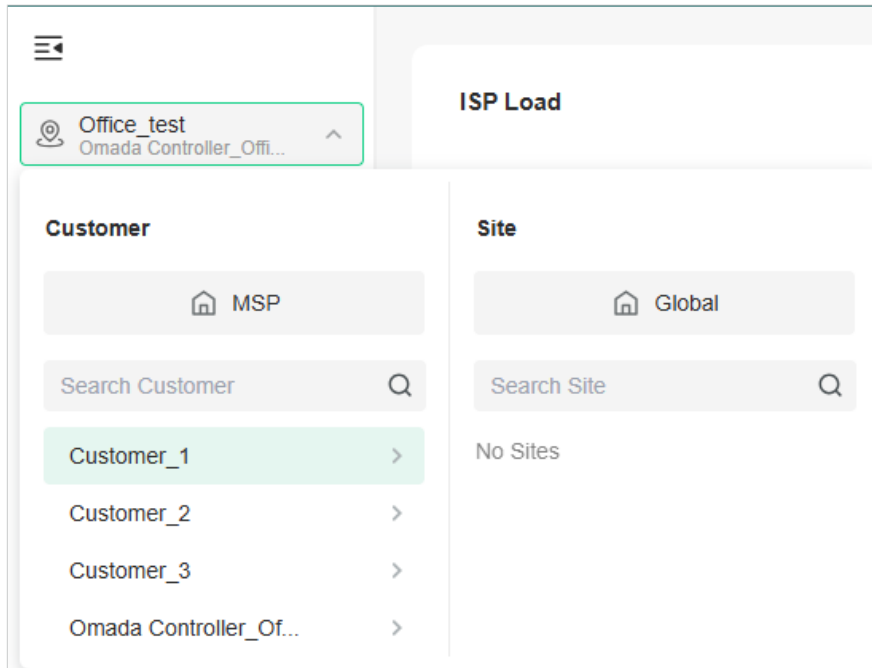 Office_test
Omada Controller_Offi...
ISP Load
Customer
MSP
Search Customer
Customer_1
Customer_2
Customer_3
Omada Controller_Of...
Site
Global
Search Site
No Sites